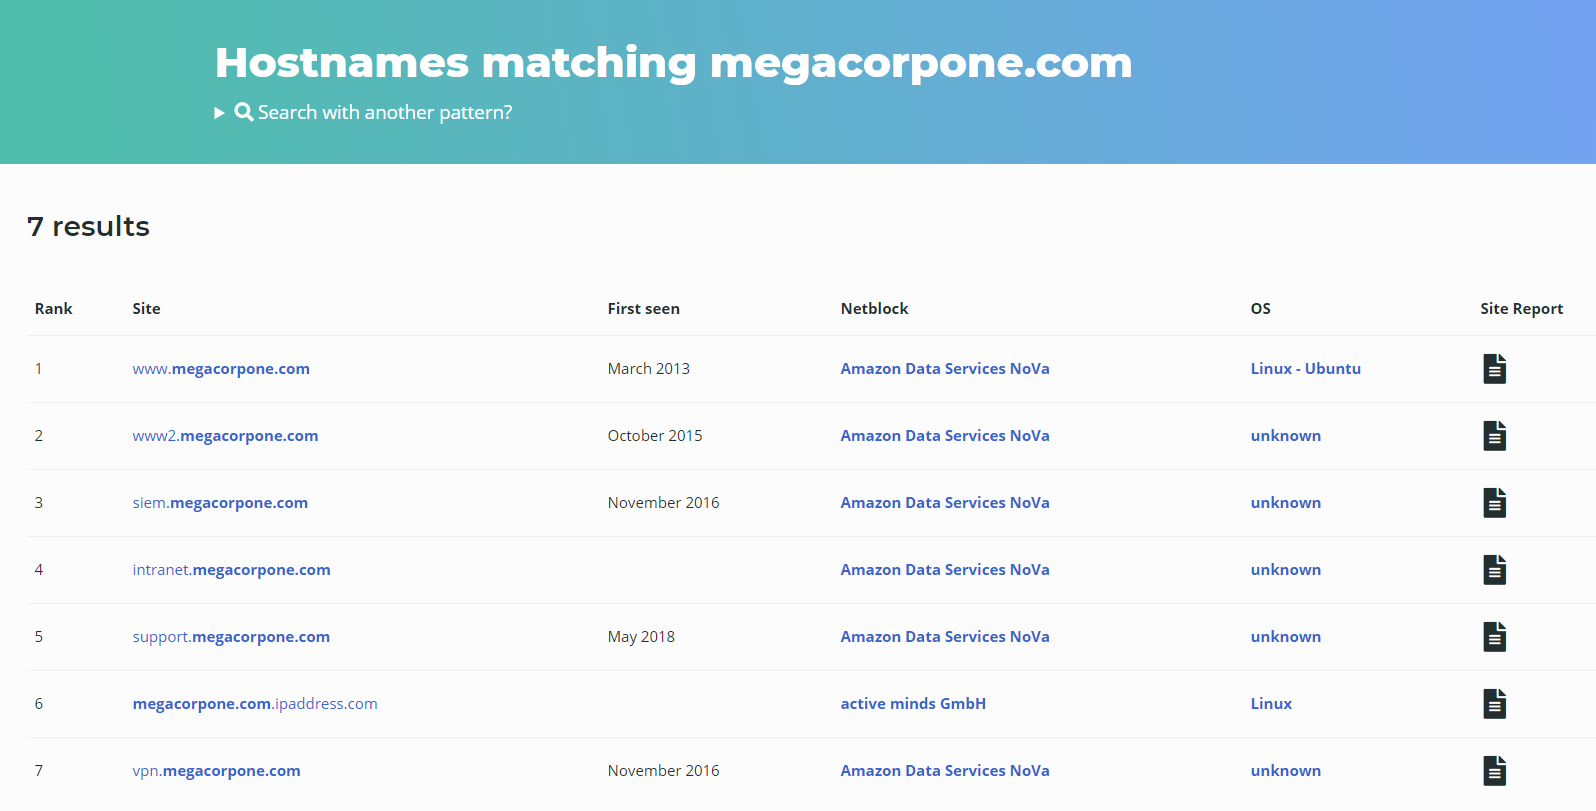 Hostnames matching megacorpone.com
Search with another pattern?
7 results
Rank Site First seen Netblock OS Site Report
1 www.megacorpone.com March 2013 Amazon Data Services NoVa Linux - Ubuntu
2 www2.megacorpone.com October 2015 Amazon Data Services NoVa unknown
3 siem.megacorpone.com November 2016 Amazon Data Services NoVa unknown
4 intranet.megacorpone.com Amazon Data Services NoVa unknown
5 support.megacorpone.com May 2018 Amazon Data Services NoVa unknown
6 megacorpone.com.ipaddress.com active minds GmbH Linux
7 vpn.megacorpone.com November 2016 Amazon Data Services NoVa unknown